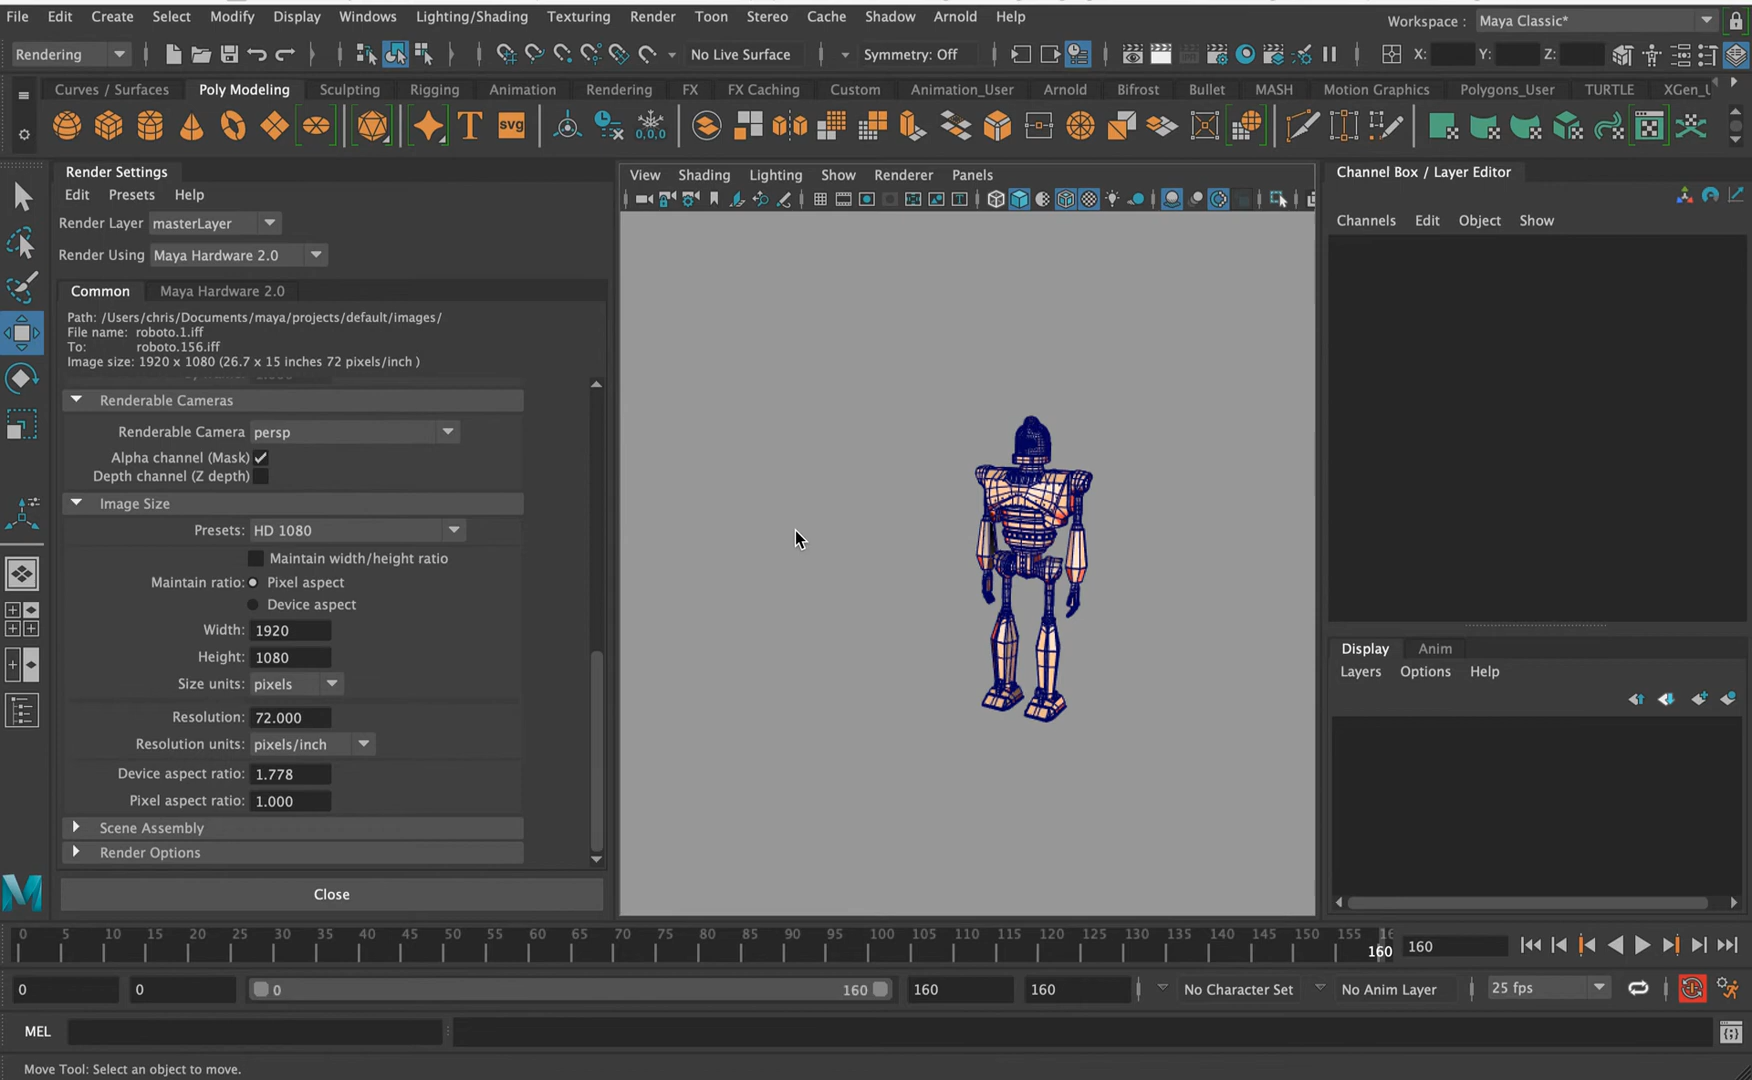 File Edit Create Select Modify Display Windows Lighting/Shading Texturing Render Toon Stereo Cache Shadow Arnold Help
Workspace : Maya Classic*
Rendering No Live Surface Symmetry: Off X: Y: Z:
Curves / Surfaces Poly Modeling Sculpting Rigging Animation Rendering FX FX Caching Custom Animation_User Arnold Bifrost Bullet MASH Motion Graphics Polygons_User TURTLE XGen_U
T svg 0,0,0
Render Settings
Edit Presets Help
Render Layer masterLayer
Render Using Maya Hardware 2.0
Common Maya Hardware 2.0
Path: /Users/chris/Documents/maya/projects/default/images/
File name: roboto.1.iff
To: roboto.156.iff
Image size: 1920 x 1080 (26.7 x 15 inches 72 pixels/inch )
Renderable Cameras
Renderable Camera persp
Alpha channel (Mask)
Depth channel (Z depth)
Image Size
Presets: HD 1080
Maintain width/height ratio
Maintain ratio: Pixel aspect
Device aspect
Width: 1920
Height: 1080
Size units: pixels
Resolution: 72.000
Resolution units: pixels/inch
Device aspect ratio: 1.778
Pixel aspect ratio: 1.000
Scene Assembly
Render Options
Close
View Shading Lighting Show Renderer Panels
Channel Box / Layer Editor
Channels Edit Object Show
Display Anim
Layers Options Help
0 5 10 15 20 25 30 35 40 45 50 55 60 65 70 75 80 85 90 95 100 105 110 115 120 125 130 135 140 145 150 155 16
160 160
0 0 0 160 160 160 No Character Set No Anim Layer 25 fps
MEL
Move Tool: Select an object to move.